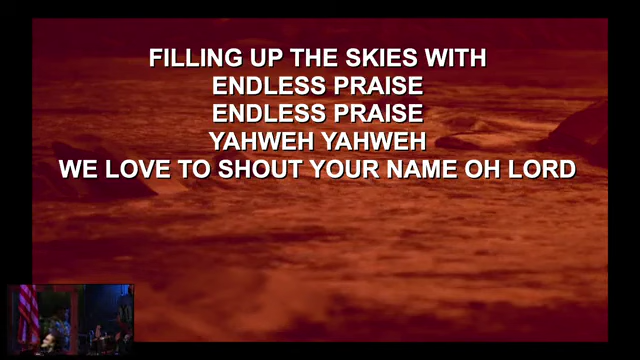 FILLING UP THE SKIES WITH
ENDLESS PRAISE
ENDLESS PRAISE
YAHWEH YAHWEH
WE LOVE TO SHOUT YOUR NAME OH LORD